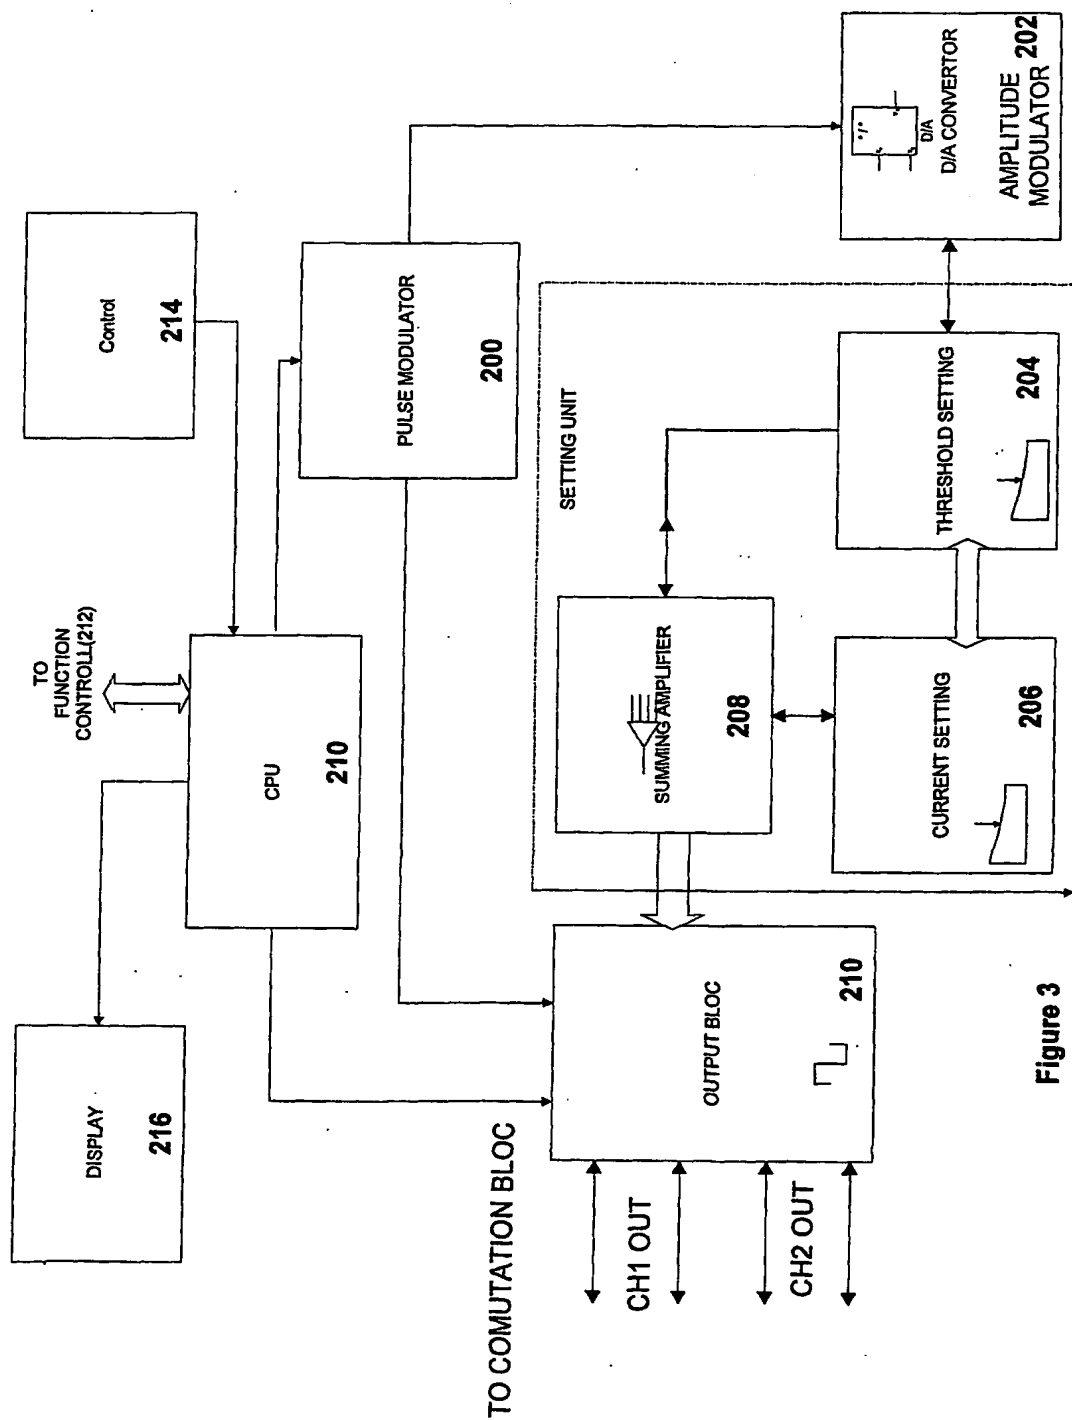 DISPLAY
216
TO
FUNCTION
CONTROLL(212)
Control
214
CPU
210
PULSE MODULATOR
200
TO COMUTATION BLOC
CH1 OUT
CH2 OUT
OUTPUT BLOC
210
SETTING UNIT
SUMMING AMPLIFIER
208
CURRENT SETTING
206
THRESHOLD SETTING
204
D/A
D/A CONVERTOR
AMPLITUDE
MODULATOR
202
Figure 3